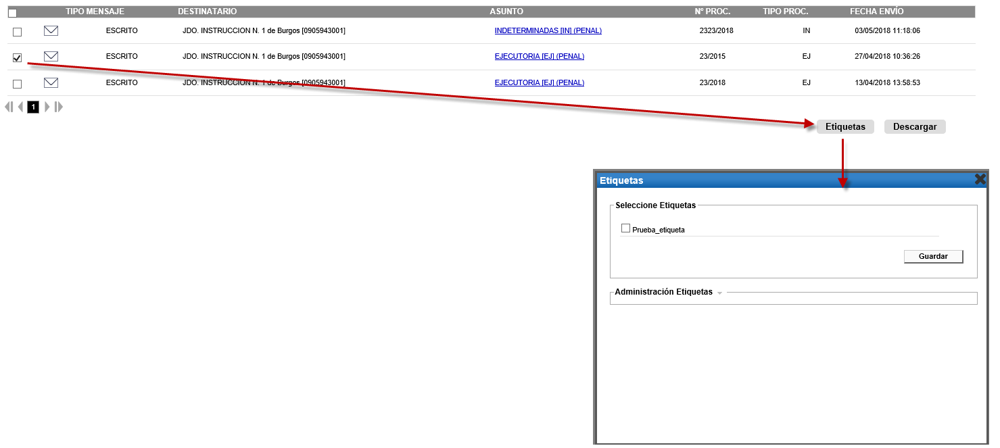 TIPO MENSAJE DESTINATARIO ASUNTO Nº PROC. TIPO PROC. FECHA ENVÍO
ESCRITO JDO. INSTRUCCION N. 1 de Burgos [0905943001] INDETERMINADAS [IN] (PENAL) 2323/2018 IN 03/05/2018 11:18:06
ESCRITO JDO. INSTRUCCION N. 1 de Burgos [0905943001] EJECUTORIA [EJ] (PENAL) 23/2015 EJ 27/04/2018 10:36:26
ESCRITO JDO. INSTRUCCION N. 1 de Burgos [0905943001] EJECUTORIA [EJ] (PENAL) 23/2018 EJ 13/04/2018 13:58:53
1
Etiquetas Descargar
Etiquetas
Seleccione Etiquetas
Prueba_etiqueta
Guardar
Administración Etiquetas